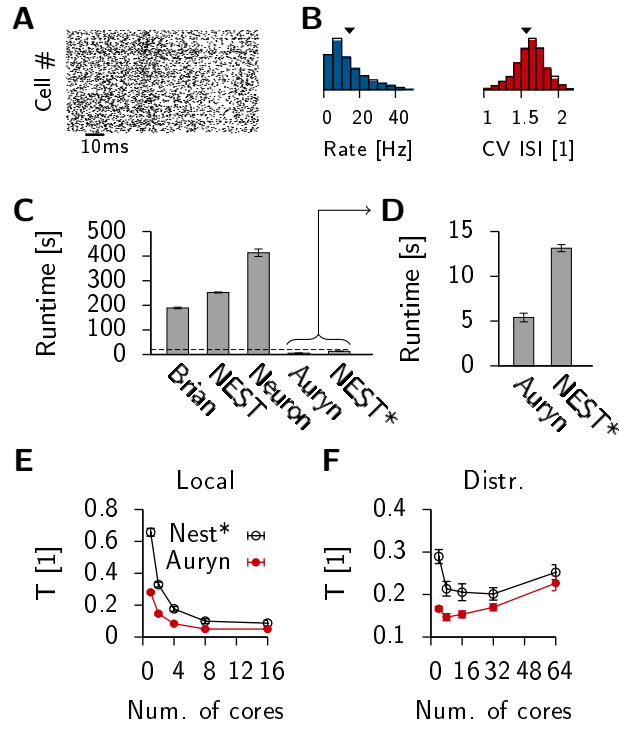 A
Cell #
10ms
B
0 20 40
Rate [Hz]
1 1.5 2
CV ISI [1]
C
Runtime [s]
500
400
300
200
100
0
Brian
NEST
Neuron
Auryn
NEST*
D
Runtime [s]
15
10
5
0
Auryn
NEST*
E
Local
T [1]
0.8
0.6
0.4
0.2
0
Nest*
Auryn
0 4 8 12 16
Num. of cores
F
Distr.
T [1]
0.4
0.3
0.2
0.1
0 16 32 48 64
Num. of cores